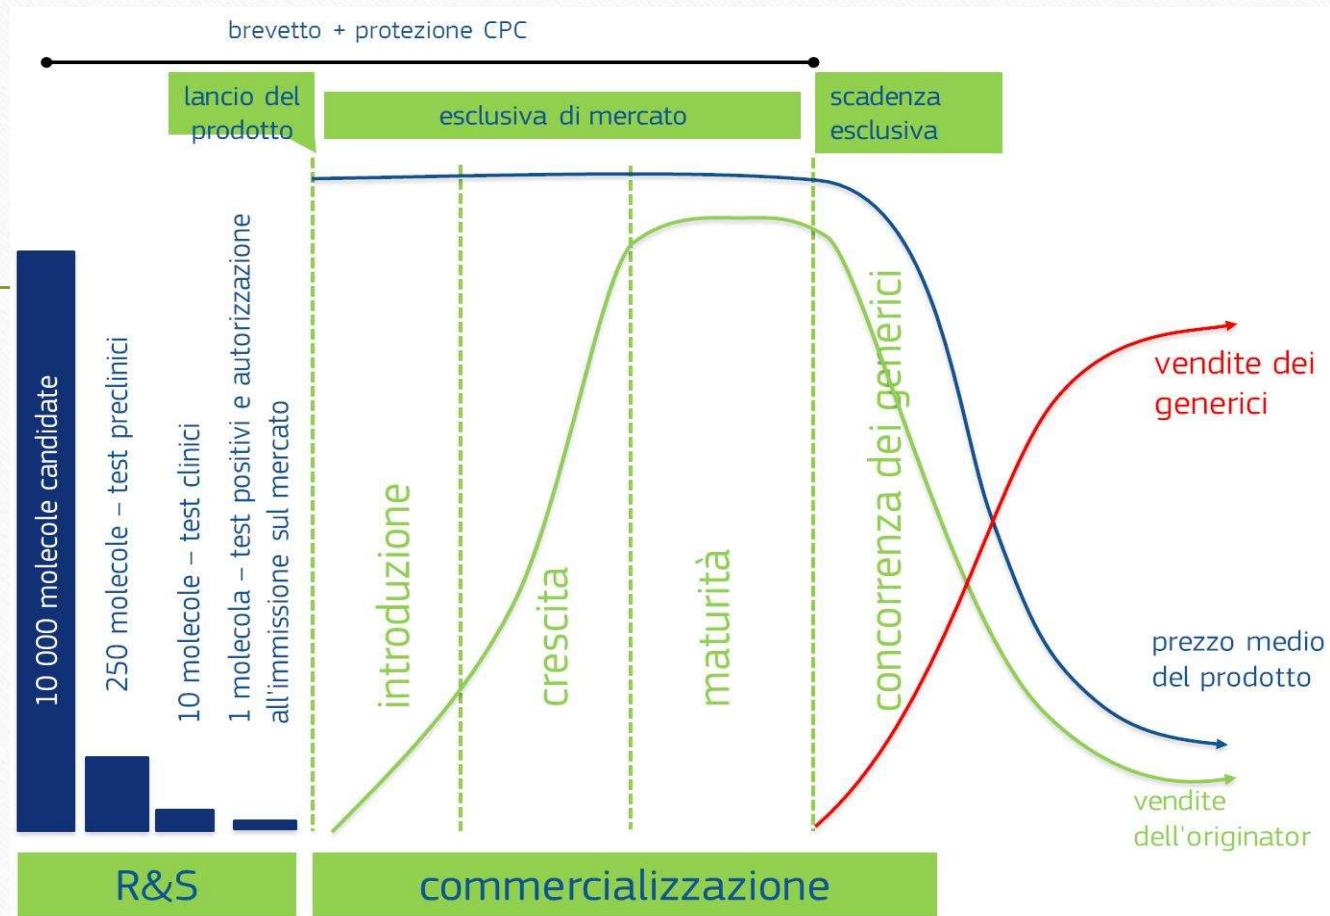 brevetto + protezione CPC
lancio del
prodotto
esclusiva di mercato
scadenza
esclusiva
10 000 molecole candidate
250 molecole – test preclinici
10 molecole – test clinici
1 molecola – test positivi e autorizzazione
all'immissione sul mercato
introduzione
crescita
maturità
concorrenza dei generici
vendite dei
generici
prezzo medio
del prodotto
vendite
dell'originator
R&S
commercializzazione